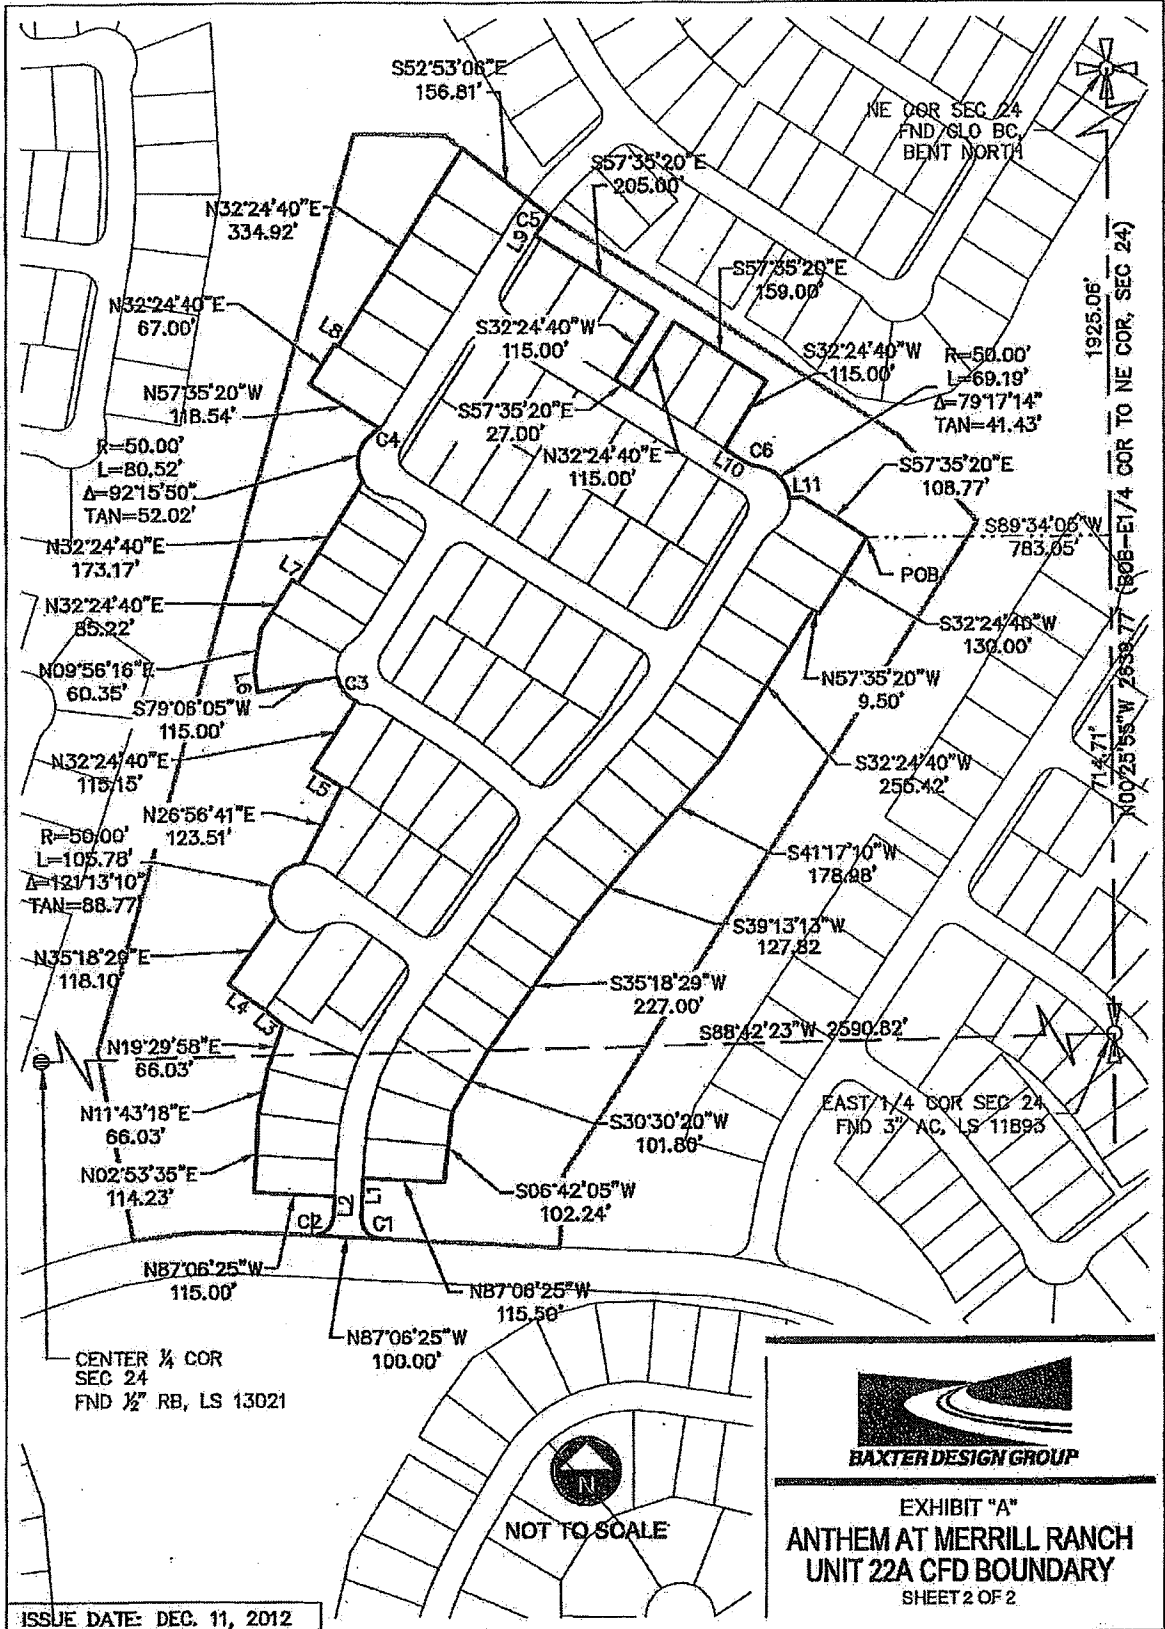 S52°53'06"E
156.81'
NE COR SEC 24
FND GLO BC,
BENT NORTH
S57°35'20"E
205.00'
N32°24'40"E
334.92'
C5
L9
S57°35'20"E
159.00'
N32°24'40"E
67.00'
L8
S32°24'40"W
115.00'
S32°24'40"W
115.00'
R=50.00'
L=69.19'
Δ=79°17'14"
TAN=41.43'
1925.06'
N00°25'55"W 2639.77' (BOB-E1/4 COR TO NE COR, SEC 24)
714.71'
N57°35'20"W
118.54'
S57°35'20"E
27.00'
C4
R=50.00'
L=80.52'
Δ=92°15'50"
TAN=52.02'
N32°24'40"E
115.00'
L10
C6
L11
S57°35'20"E
108.77'
S89°34'06"W
783.05'
N32°24'40"E
173.17'
L7
POB
N32°24'40"E
85.22'
S32°24'40"W
130.00'
N09°56'16"E
60.35'
L6
C3
N57°35'20"W
9.50'
S79°06'05"W
115.00'
N32°24'40"E
115.15'
L5
S32°24'40"W
256.42'
N26°56'41"E
123.51'
R=50.00'
L=105.78'
Δ=121°13'10"
TAN=88.77'
S41°17'10"W
178.98'
S39°13'13"W
127.82
N35°18'29"E
118.10'
L4
L3
S35°18'29"W
227.00'
S88°42'23"W 2590.82'
N19°29'58"E
66.03'
N11°43'18"E
66.03'
S30°30'20"W
101.80'
EAST 1/4 COR SEC 24
FND 3" AC, LS 11893
N02°53'35"E
114.23'
S06°42'05"W
102.24'
L2
L1
C2
C1
N87°06'25"W
115.00'
N87°06'25"W
115.50'
N87°06'25"W
100.00'
CENTER ¼ COR
SEC 24
FND ½" RB, LS 13021
N
NOT TO SCALE
BAXTER DESIGN GROUP
EXHIBIT "A"
ANTHEM AT MERRILL RANCH
UNIT 22A CFD BOUNDARY
SHEET 2 OF 2
ISSUE DATE: DEC. 11, 2012